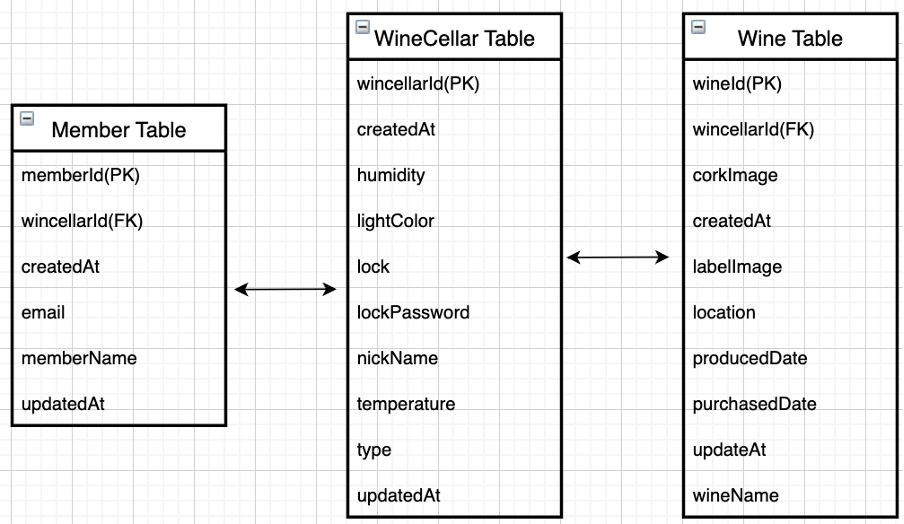 Member Table
memberId(PK)
wincellarId(FK)
createdAt
email
memberName
updatedAt
WineCellar Table
wincellarId(PK)
createdAt
humidity
lightColor
lock
lockPassword
nickName
temperature
type
updatedAt
Wine Table
wineId(PK)
wincellarId(FK)
corkImage
createdAt
labelImage
location
producedDate
purchasedDate
updateAt
wineName